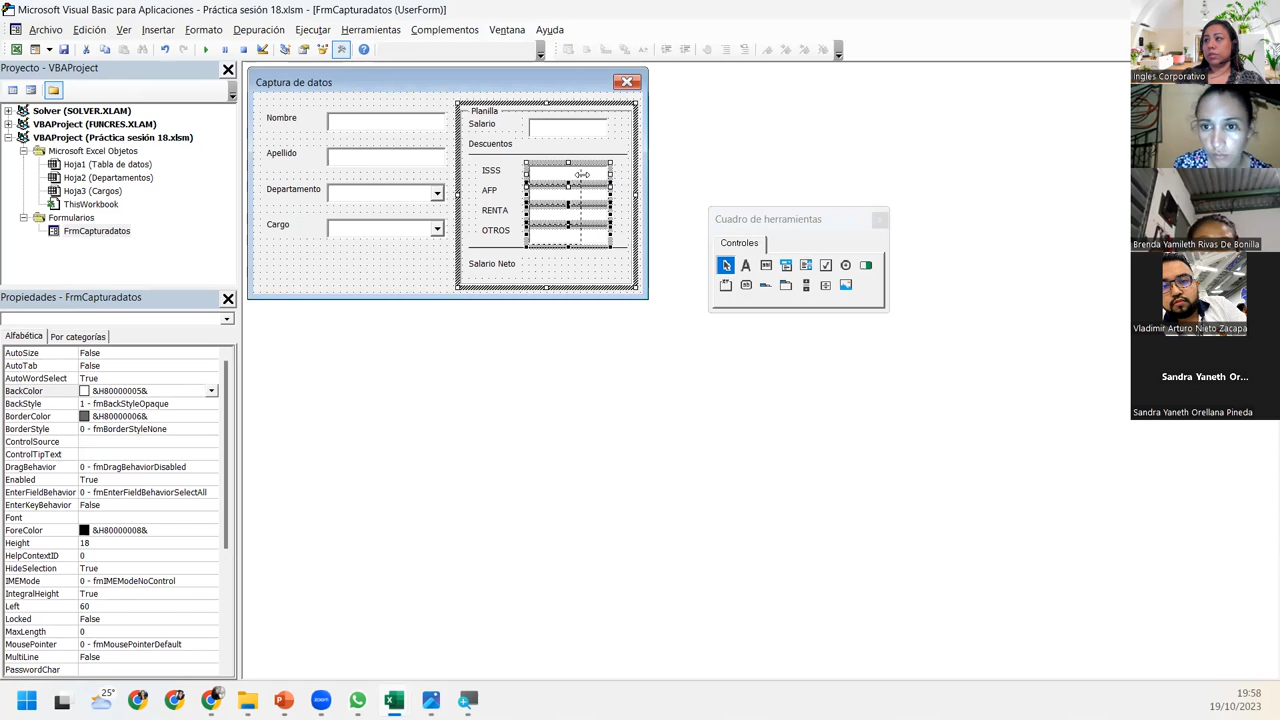 Microsoft Visual Basic para Aplicaciones - Práctica sesión 18.xlsm - [FrmCapturadatos (UserForm)]
Archivo Edición Ver Insertar Formato Depuración Ejecutar Herramientas Complementos Ventana Ayuda
Proyecto - VBAProject
Solver (SOLVER.XLAM)
VBAProject (FUNCRES.XLAM)
VBAProject (Práctica sesión 18.xlsm)
Microsoft Excel Objetos
Hoja1 (Tabla de datos)
Hoja2 (Departamentos)
Hoja3 (Cargos)
ThisWorkbook
Formularios
FrmCapturadatos
Propiedades - FrmCapturadatos
Alfabética Por categorías
AutoSize False
AutoTab False
AutoWordSelect True
BackColor &H80000005&
BackStyle 1 - fmBackStyleOpaque
BorderColor &H80000006&
BorderStyle 0 - fmBorderStyleNone
ControlSource
ControlTipText
DragBehavior 0 - fmDragBehaviorDisabled
Enabled True
EnterFieldBehavior 0 - fmEnterFieldBehaviorSelectAll
EnterKeyBehavior False
Font
ForeColor &H80000008&
Height 18
HelpContextID 0
HideSelection True
IMEMode 0 - fmIMEModeNoControl
IntegralHeight True
Left 60
Locked False
MaxLength 0
MousePointer 0 - fmMousePointerDefault
MultiLine False
PasswordChar
Captura de datos
Nombre
Apellido
Departamento
Cargo
Planilla
Salario
Descuentos
ISSS
AFP
RENTA
OTROS
Salario Neto
Cuadro de herramientas
Controles
Ingles Corporativo
Brenda Yamileth Rivas De Bonilla
Vladimir Arturo Nieto Zacapa
Sandra Yaneth Or...
Sandra Yaneth Orellana Pineda
25°
zoom
19:58
19/10/2023